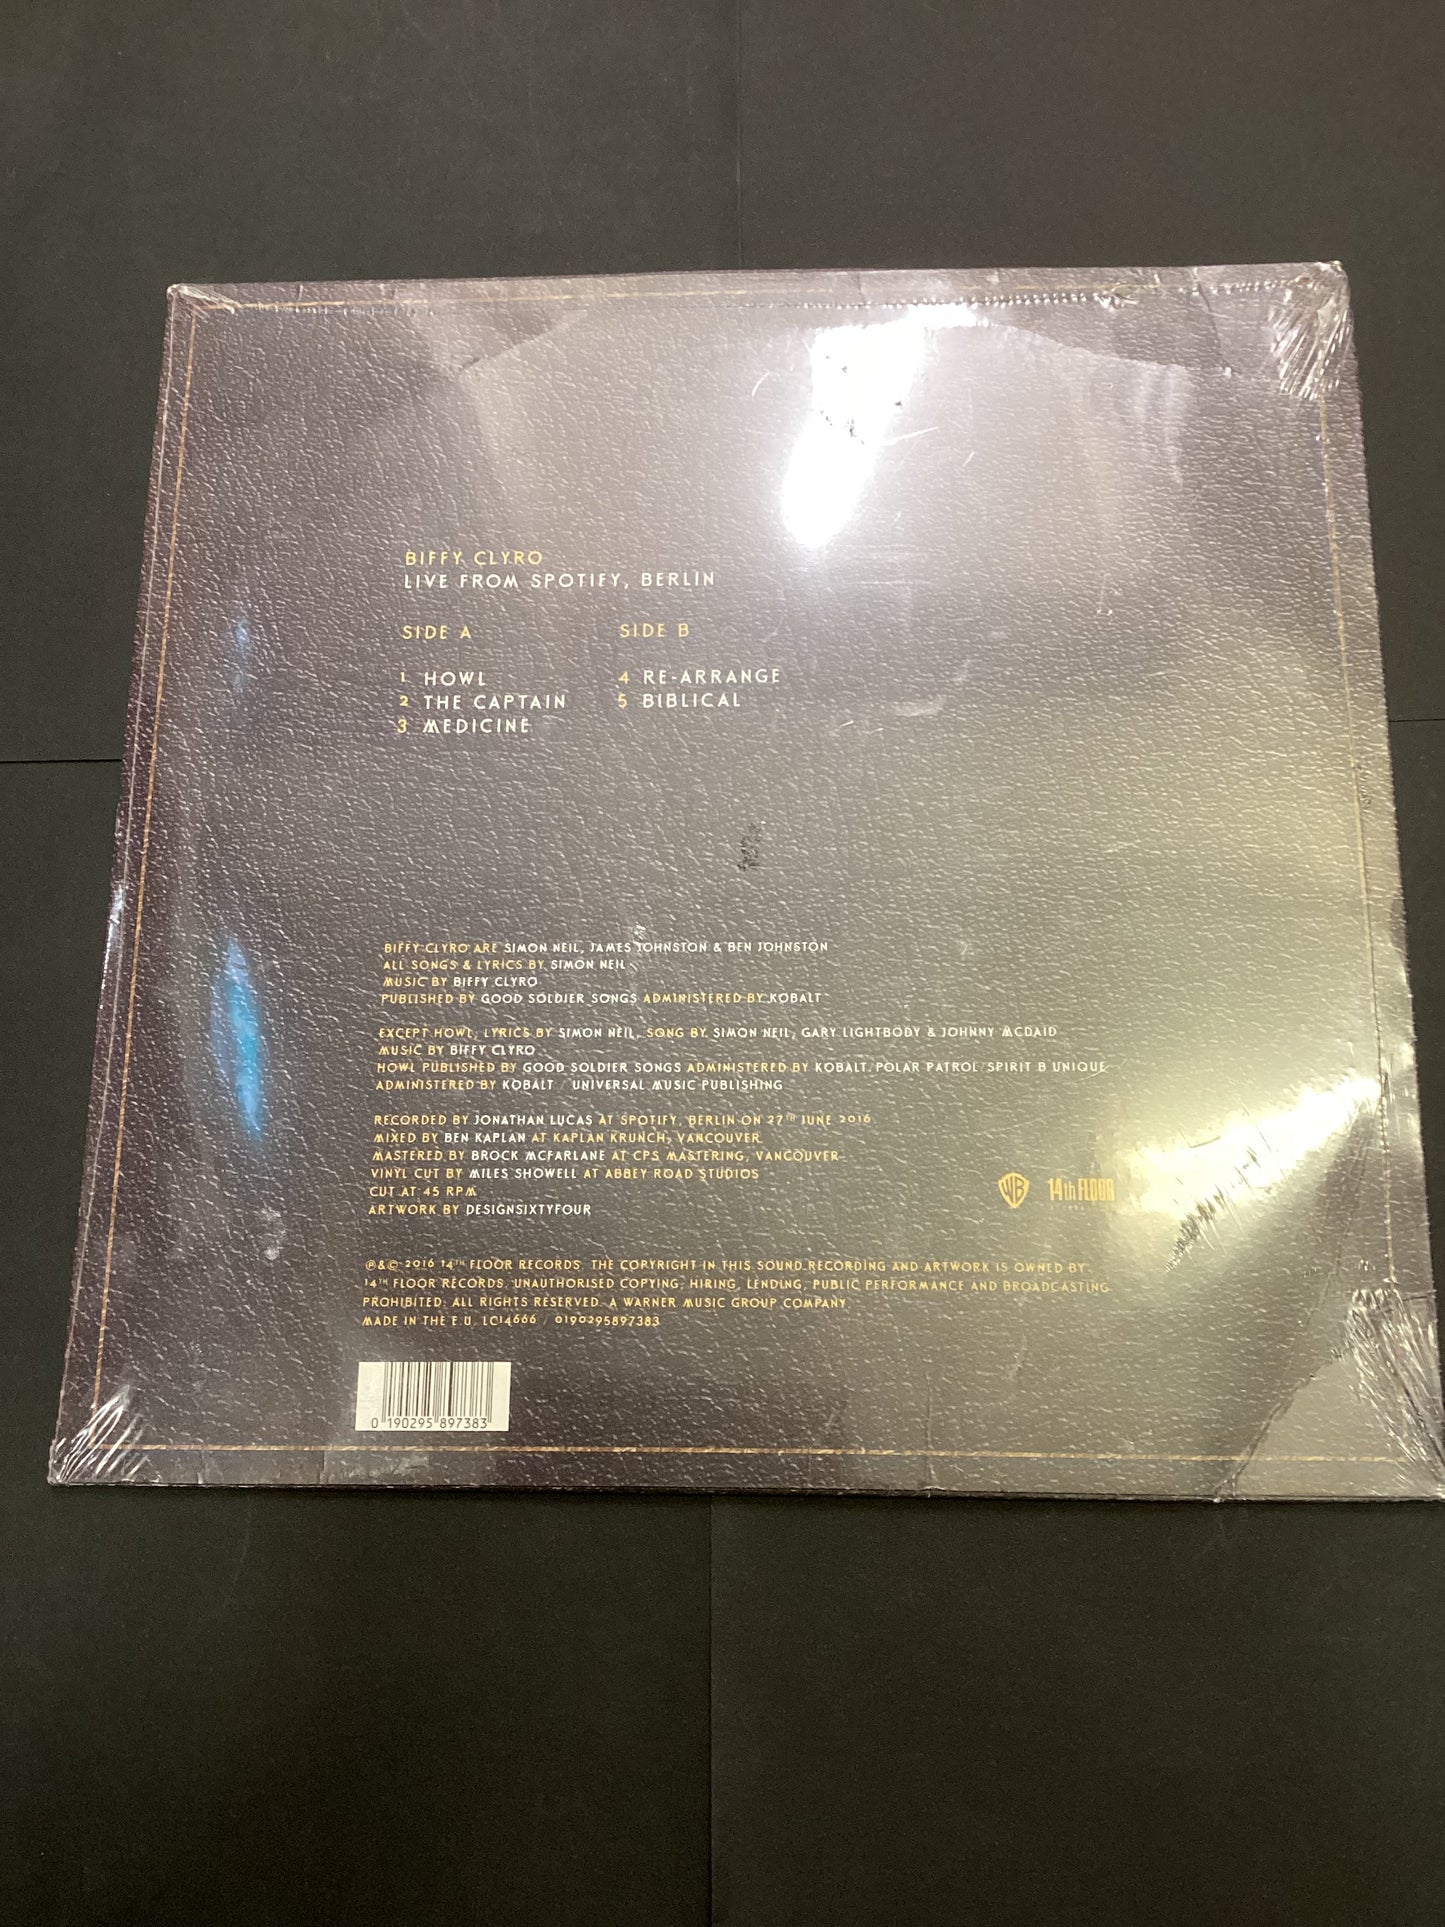 BIFFY CLYRO
LIVE FROM SPOTIFY, BERLIN
SIDE A
1 HOWL
2 THE CAPTAIN
3 MEDICINE
SIDE B
4 RE-ARRANGE
5 BIBLICAL
BIFFY CLYRO ARE SIMON NEIL, JAMES JOHNSTON & BEN JOHNSTON
ALL SONGS & LYRICS BY SIMON NEIL
MUSIC BY BIFFY CLYRO
PUBLISHED BY GOOD SOLDIER SONGS ADMINISTERED BY KOBALT
EXCEPT HOWL, LYRICS BY SIMON NEIL, SONG BY SIMON NEIL, GARY LIGHTBODY & JOHNNY MCDAID
MUSIC BY BIFFY CLYRO
HOWL PUBLISHED BY GOOD SOLDIER SONGS ADMINISTERED BY KOBALT. POLAR PATROL/SPIRIT B UNIQUE
ADMINISTERED BY KOBALT / UNIVERSAL MUSIC PUBLISHING
RECORDED BY JONATHAN LUCAS AT SPOTIFY, BERLIN ON 27TH JUNE 2016
MIXED BY BEN KAPLAN AT KAPLAN KRUNCH, VANCOUVER
MASTERED BY BROCK MCFARLANE AT CPS MASTERING, VANCOUVER
VINYL CUT BY MILES SHOWELL AT ABBEY ROAD STUDIOS
CUT AT 45 RPM
ARTWORK BY DESIGNSIXTYFOUR
WB 14th FLOOR
℗&© 2016 14TH FLOOR RECORDS. THE COPYRIGHT IN THIS SOUND RECORDING AND ARTWORK IS OWNED BY
14TH FLOOR RECORDS. UNAUTHORISED COPYING, HIRING, LENDING, PUBLIC PERFORMANCE AND BROADCASTING
PROHIBITED. ALL RIGHTS RESERVED. A WARNER MUSIC GROUP COMPANY
MADE IN THE E.U. LC14666 / 0190295897383
0 190295 897383